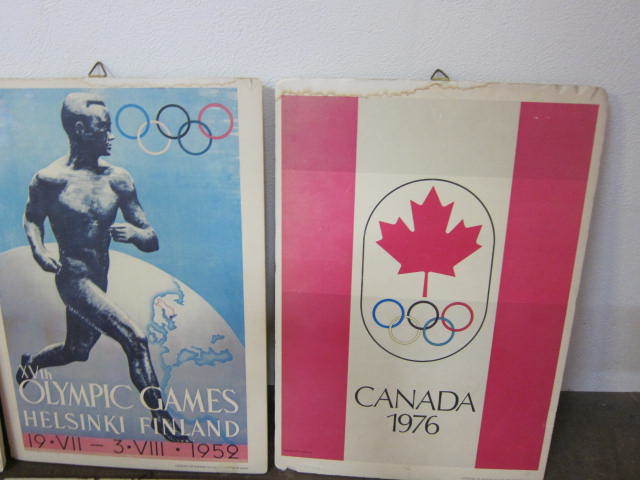 XVth
OLYMPIC GAMES
HELSINKI FINLAND
19·VII — 3·VIII·1952
CANADA
1976